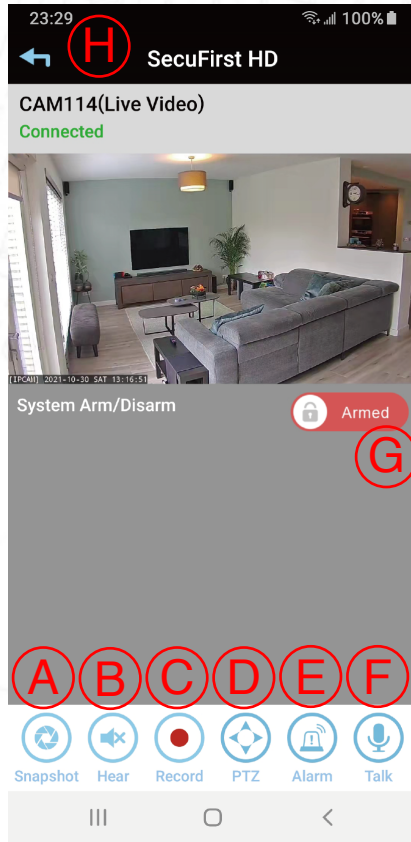 23:29 100%
H
SecuFirst HD
CAM114(Live Video)
Connected
[IPCAM] 2021-10-30 SAT 13:16:51
System Arm/Disarm Armed
G
A B C D E F
Snapshot Hear Record PTZ Alarm Talk